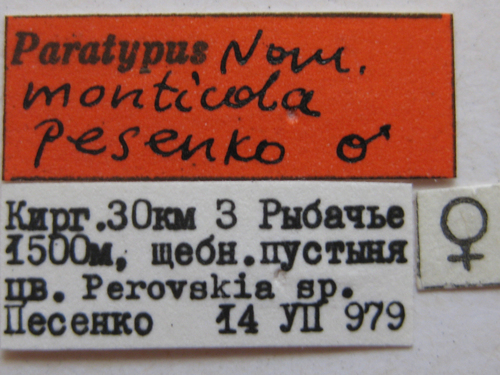 Paratypus Nom.
monticola
Pesenko ♂
Кирг.30км З Рыбачье
1500м, щебн.пустыня
цв. Perovskia sp.
Песенко 14 УП 979
♀